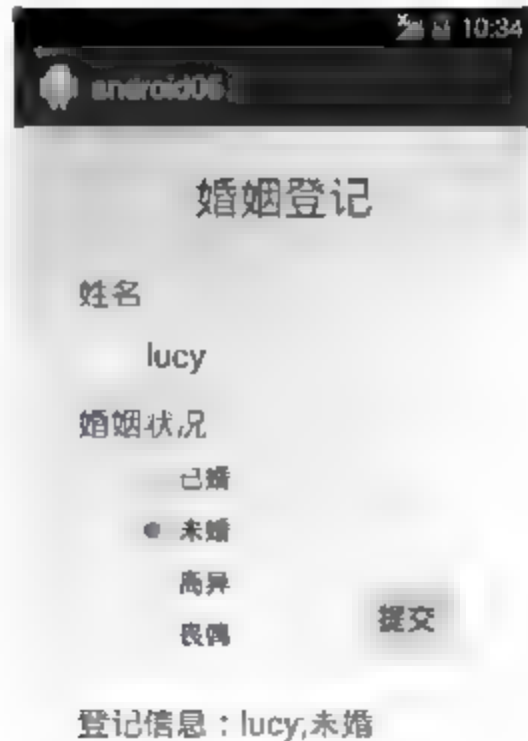 10:34
android06
婚姻登记
姓名
lucy
婚姻状况
已婚
未婚
离异
丧偶
提交
登记信息：lucy,未婚